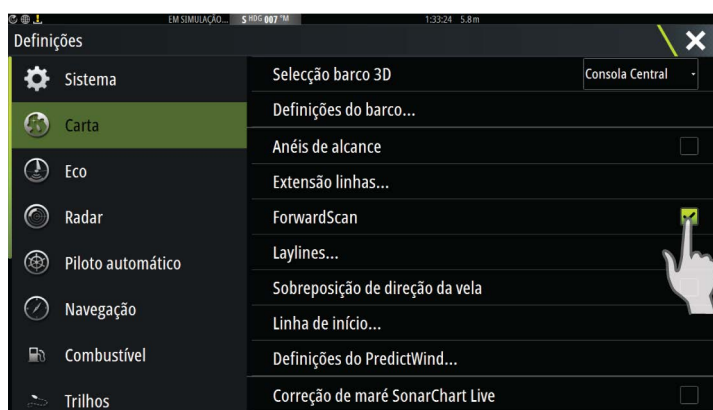 EM SIMULAÇÃO... S HDG 007 °M 1:33:24 5.8 m
Definições
Sistema
Carta
Eco
Radar
Piloto automático
Navegação
Combustível
Trilhos
Selecção barco 3D Consola Central
Definições do barco...
Anéis de alcance
Extensão linhas...
ForwardScan
Laylines...
Sobreposição de direção da vela
Linha de início...
Definições do PredictWind...
Correção de maré SonarChart Live